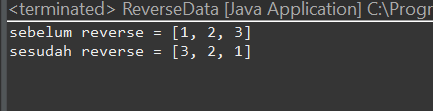 <terminated> ReverseData [Java Application] C:\Progr
sebelum reverse = [1, 2, 3]
sesudah reverse = [3, 2, 1]